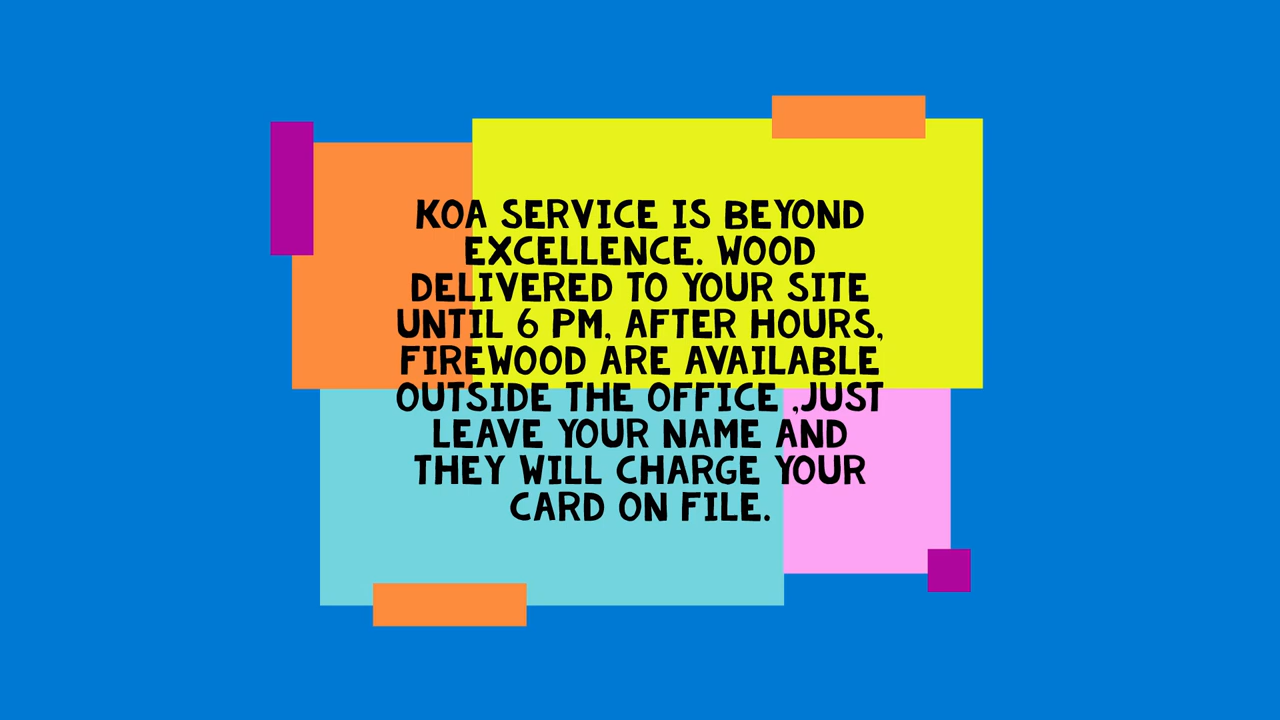 KOA SERVICE IS BEYOND
EXCELLENCE. WOOD
DELIVERED TO YOUR SITE
UNTIL 6 PM, AFTER HOURS,
FIREWOOD ARE AVAILABLE
OUTSIDE THE OFFICE ,JUST
LEAVE YOUR NAME AND
THEY WILL CHARGE YOUR
CARD ON FILE.